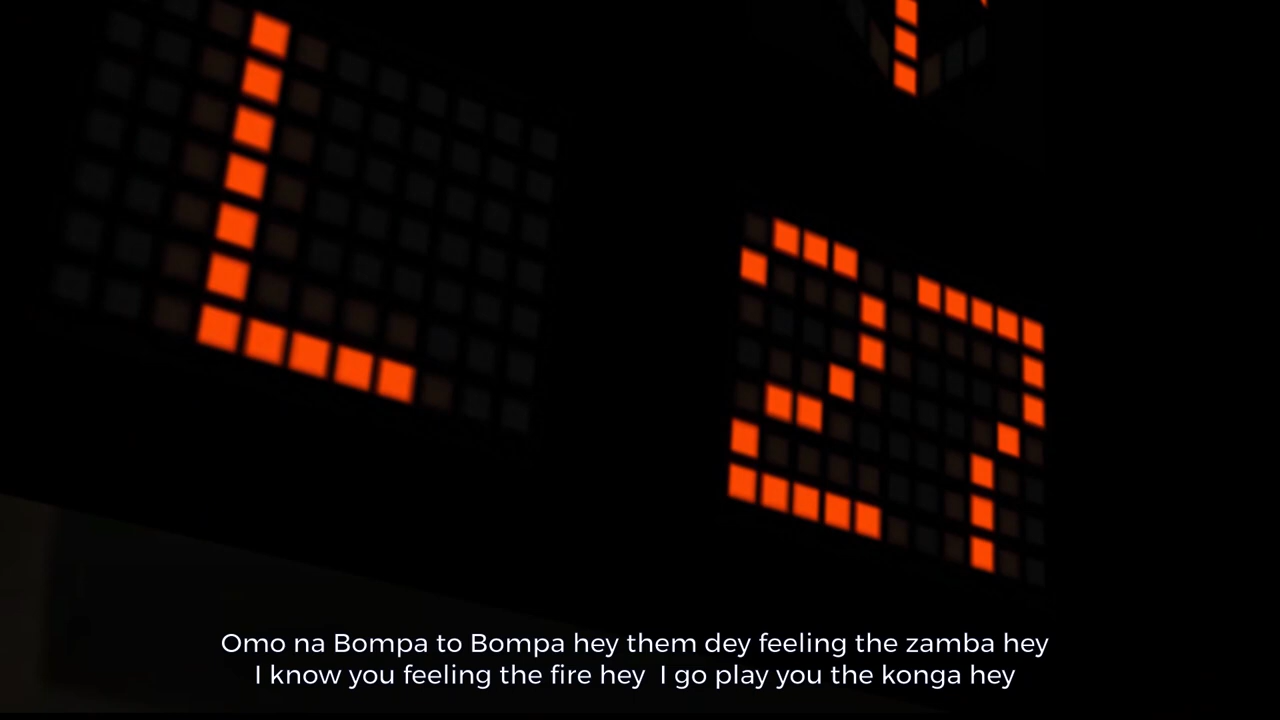 L
27
Omo na Bompa to Bompa hey them dey feeling the zamba hey
I know you feeling the fire hey I go play you the konga hey